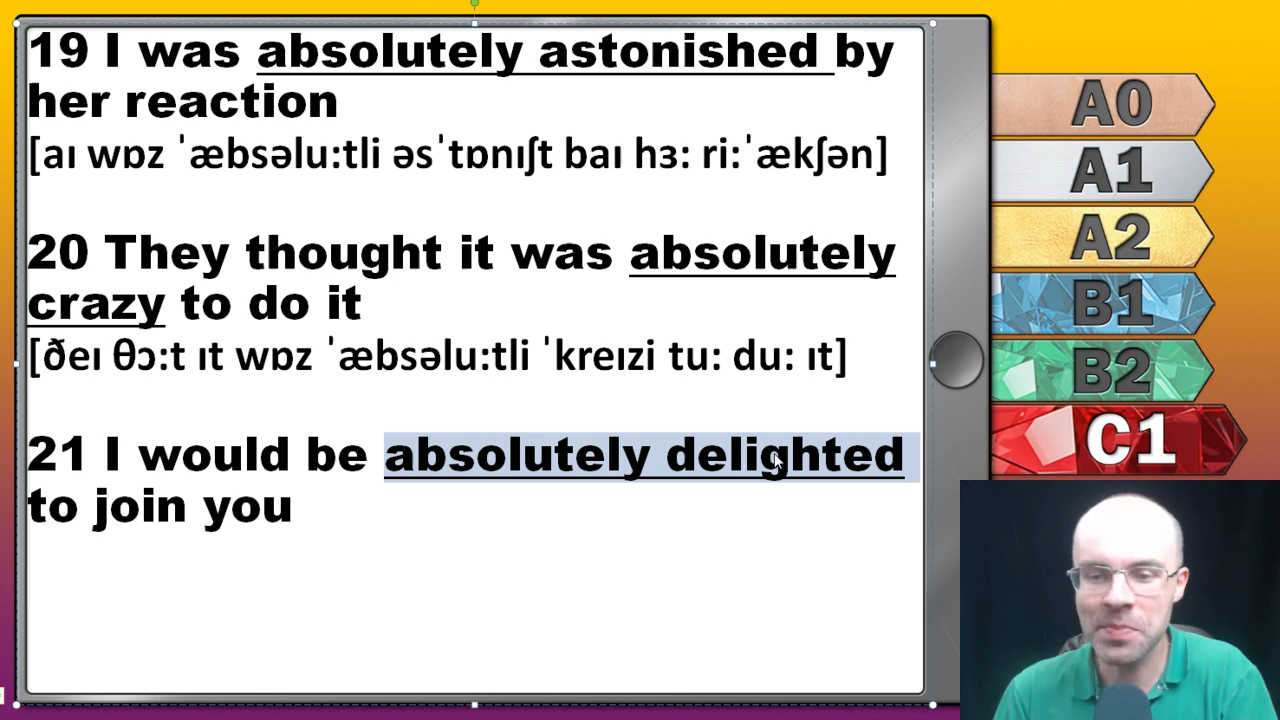 19 I was absolutely astonished by
her reaction
[aɪ wɒz ˈæbsəlu:tli əsˈtɒnɪʃt baɪ hɜ: ri:ˈækʃən]
20 They thought it was absolutely
crazy to do it
[ðeɪ θɔ:t ɪt wɒz ˈæbsəlu:tli ˈkreɪzi tu: du: ɪt]
21 I would be absolutely delighted
to join you
A0
A1
A2
B1
B2
C1